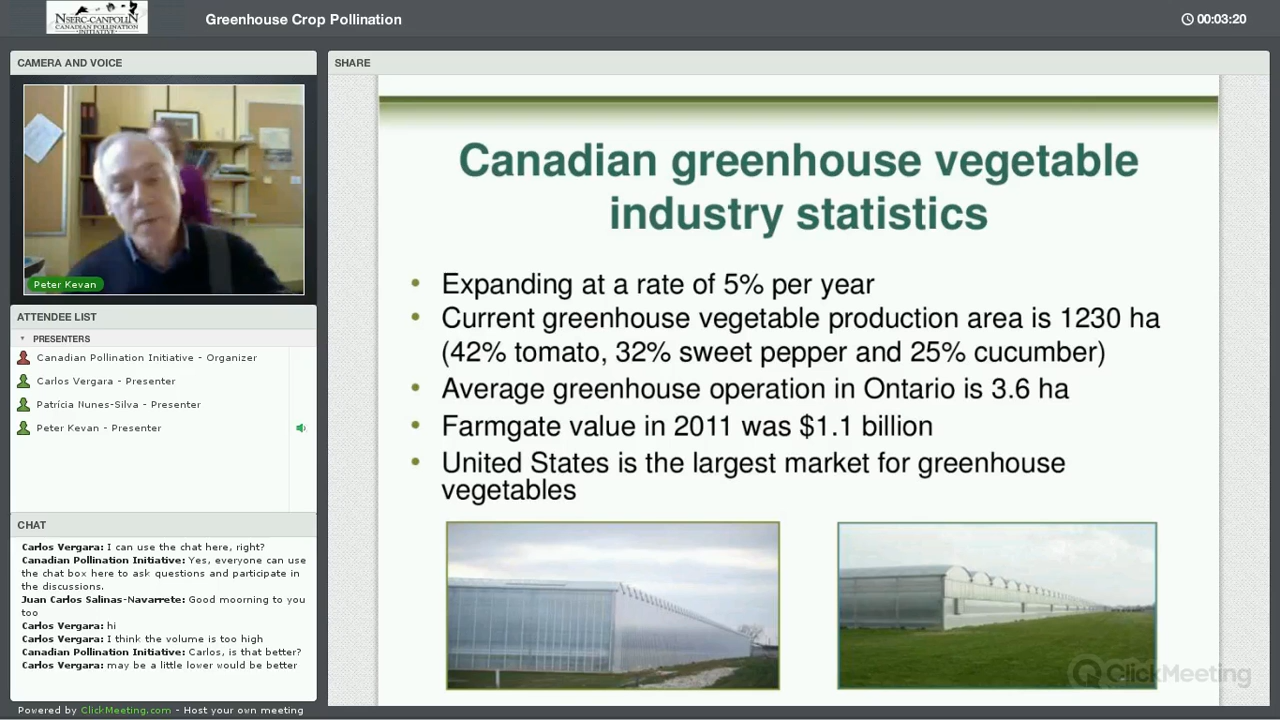 NSERC-CANPOLIN
CANADIAN POLLINATION
INITIATIVE
Greenhouse Crop Pollination
00:03:20
CAMERA AND VOICE
Peter Kevan
ATTENDEE LIST
PRESENTERS
Canadian Pollination Initiative - Organizer
Carlos Vergara - Presenter
Patrícia Nunes-Silva - Presenter
Peter Kevan - Presenter
CHAT
Carlos Vergara: I can use the chat here, right?
Canadian Pollination Initiative: Yes, everyone can use
the chat box here to ask questions and participate in
the discussions.
Juan Carlos Salinas-Navarrete: Good moorning to you
too
Carlos Vergara: hi
Carlos Vergara: I think the volume is too high
Canadian Pollination Initiative: Carlos, is that better?
Carlos Vergara: may be a little lower would be better
Powered by ClickMeeting.com - Host your own meeting
SHARE
Canadian greenhouse vegetable
industry statistics
• Expanding at a rate of 5% per year
• Current greenhouse vegetable production area is 1230 ha
(42% tomato, 32% sweet pepper and 25% cucumber)
• Average greenhouse operation in Ontario is 3.6 ha
• Farmgate value in 2011 was $1.1 billion
• United States is the largest market for greenhouse
vegetables
ClickMeeting